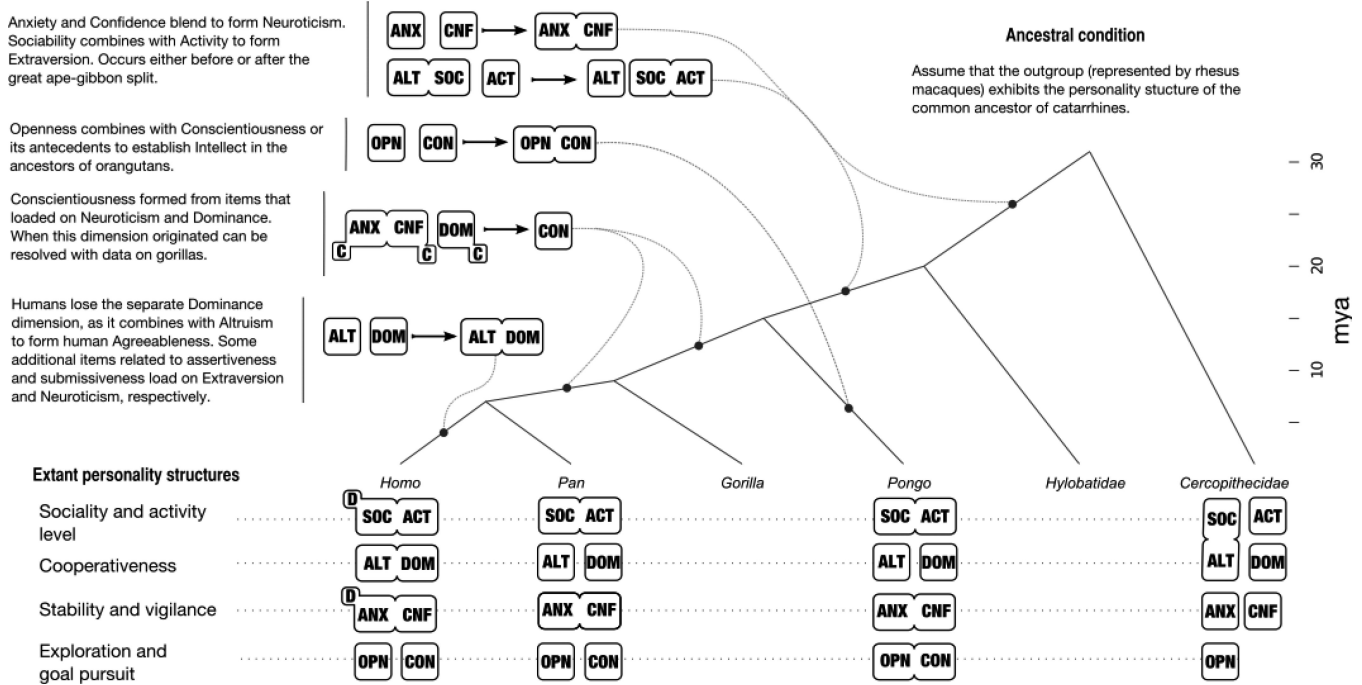 Anxiety and Confidence blend to form Neuroticism.
Sociability combines with Activity to form
Extraversion. Occurs either before or after the
great ape-gibbon split.
ANX CNF ANX CNF
ALT SOC ACT ALT SOC ACT
Ancestral condition
Assume that the outgroup (represented by rhesus
macaques) exhibits the personality stucture of the
common ancestor of catarrhines.
Openness combines with Conscientiousness or
its antecedents to establish Intellect in the
ancestors of orangutans.
OPN CON OPN CON
Conscientiousness formed from items that
loaded on Neuroticism and Dominance.
When this dimension originated can be
resolved with data on gorillas.
ANX CNF DOM CON
C C C
Humans lose the separate Dominance
dimension, as it combines with Altruism
to form human Agreeableness. Some
additional items related to assertiveness
and submissiveness load on Extraversion
and Neuroticism, respectively.
ALT DOM ALT DOM
30
20
10
mya
Extant personality structures
Homo Pan Gorilla Pongo Hylobatidae Cercopithecidae
Sociality and activity
level
D
SOC ACT SOC ACT SOC ACT SOC ACT
Cooperativeness
ALT DOM ALT DOM ALT DOM ALT DOM
Stability and vigilance
D
ANX CNF ANX CNF ANX CNF ANX CNF
Exploration and
goal pursuit
OPN CON OPN CON OPN CON OPN